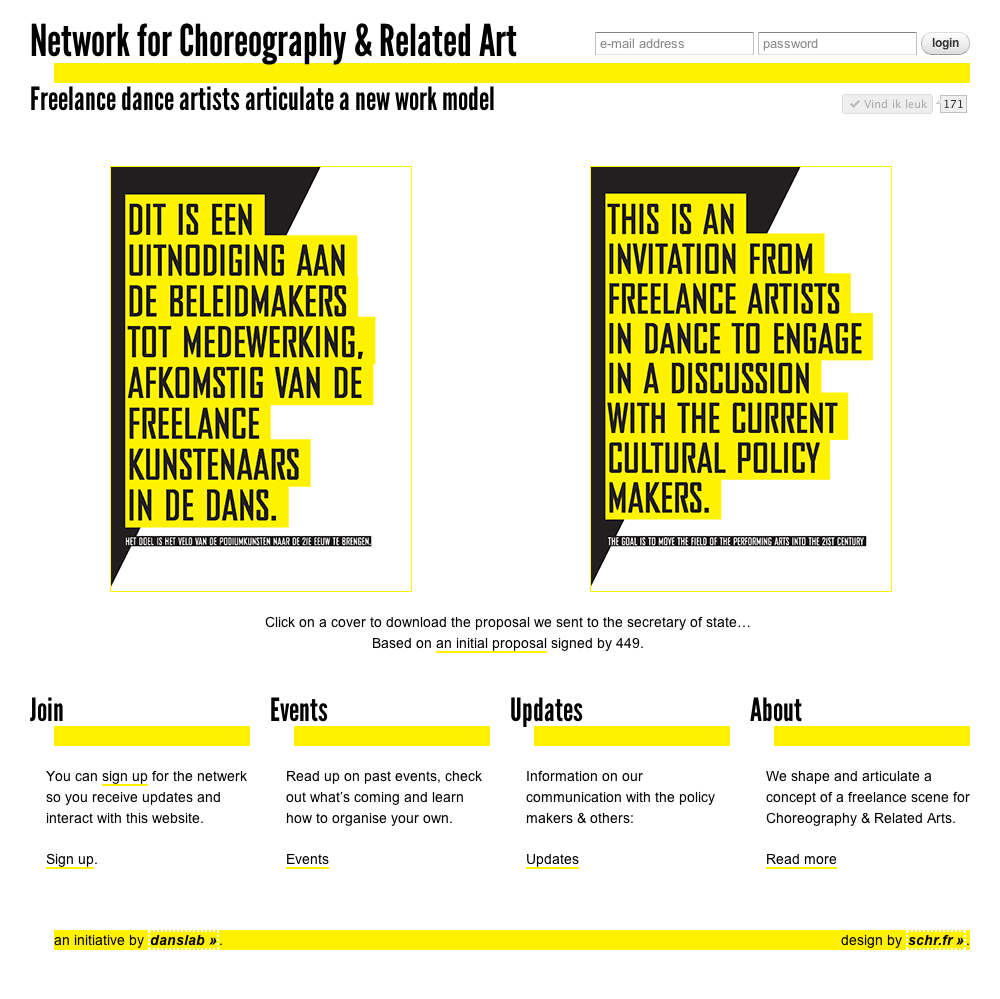 Network for Choreography & Related Art
e-mail address
password
login
Freelance dance artists articulate a new work model
Vind ik leuk
171
DIT IS EEN
UITNODIGING AAN
DE BELEIDMAKERS
TOT MEDEWERKING,
AFKOMSTIG VAN DE
FREELANCE
KUNSTENAARS
IN DE DANS.
HET DOEL IS HET VELD VAN DE PODIUMKUNSTEN NAAR DE 21E EEUW TE BRENGEN.
THIS IS AN
INVITATION FROM
FREELANCE ARTISTS
IN DANCE TO ENGAGE
IN A DISCUSSION
WITH THE CURRENT
CULTURAL POLICY
MAKERS.
THE GOAL IS TO MOVE THE FIELD OF THE PERFORMING ARTS INTO THE 21ST CENTURY
Click on a cover to download the proposal we sent to the secretary of state…
Based on an initial proposal signed by 449.
Join
You can sign up for the netwerk
so you receive updates and
interact with this website.
Sign up.
Events
Read up on past events, check
out what's coming and learn
how to organise your own.
Events
Updates
Information on our
communication with the policy
makers & others:
Updates
About
We shape and articulate a
concept of a freelance scene for
Choreography & Related Arts.
Read more
an initiative by danslab ».
design by schr.fr ».